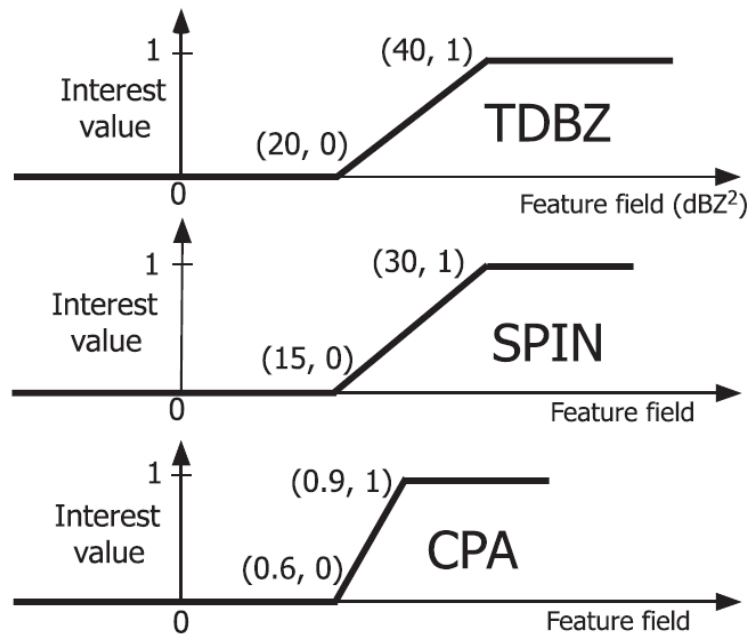 (40, 1)
1
Interest
value
TDBZ
(20, 0)
0
Feature field (dBZ²)
(30, 1)
1
Interest
value
SPIN
(15, 0)
0
Feature field
1
(0.9, 1)
Interest
value
CPA
(0.6, 0)
0
Feature field